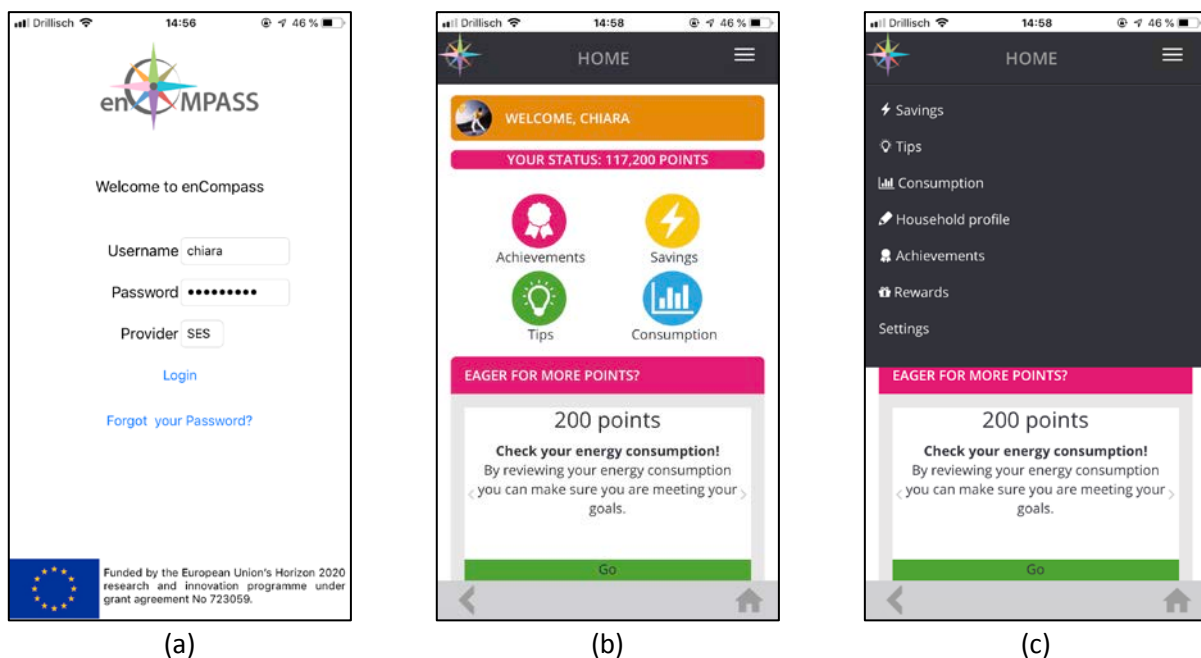 Drillisch 14:56 46 %
enCOMPASS
Welcome to enCompass
Username chiara
Password •••••••••
Provider SES
Login
Forgot your Password?
Funded by the European Union's Horizon 2020
research and innovation programme under
grant agreement No 723059.
(a)
Drillisch 14:58 46 %
HOME
WELCOME, CHIARA
YOUR STATUS: 117,200 POINTS
Achievements
Savings
Tips
Consumption
EAGER FOR MORE POINTS?
200 points
Check your energy consumption!
By reviewing your energy consumption
you can make sure you are meeting your
goals.
Go
(b)
Drillisch 14:58 46 %
HOME
Savings
Tips
Consumption
Household profile
Achievements
Rewards
Settings
EAGER FOR MORE POINTS?
200 points
Check your energy consumption!
By reviewing your energy consumption
you can make sure you are meeting your
goals.
Go
(c)